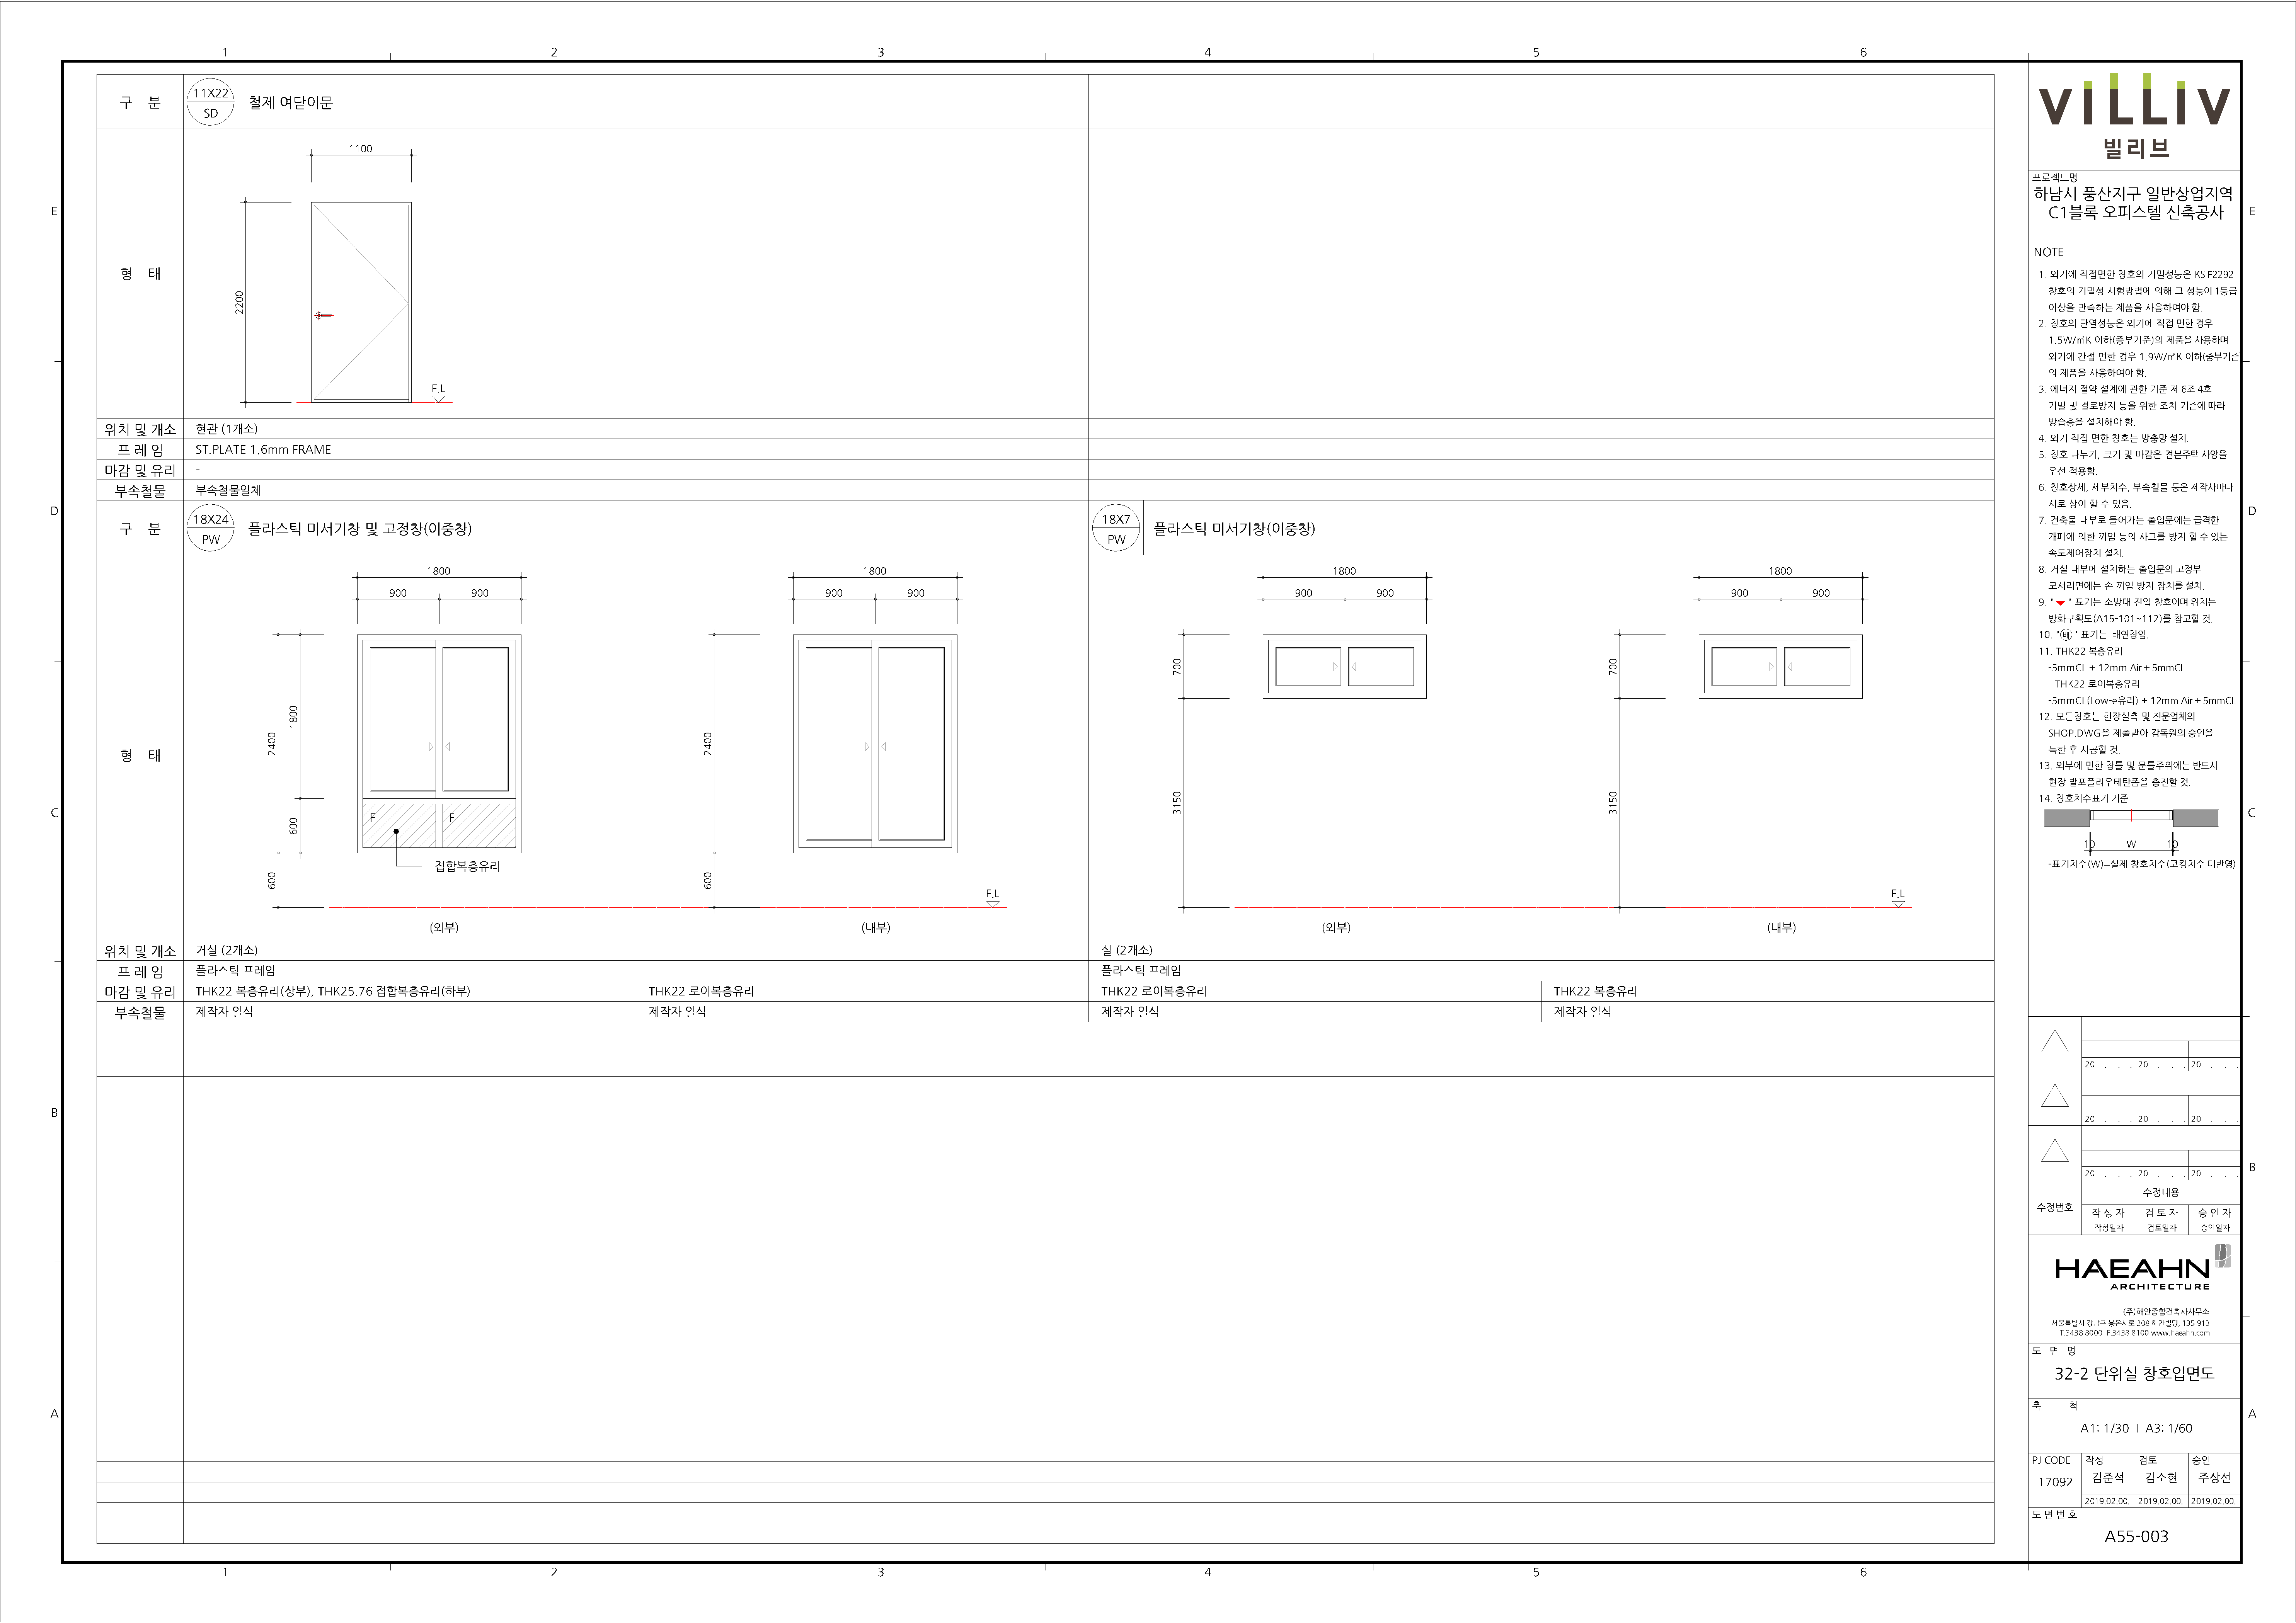 1 2 3 4 5 6
E
D
C
B
A
구 분
11X22
SD
철제 여닫이문
형 태
1100
2200
F.L
위치 및 개소
현관 (1개소)
프 레 임
ST.PLATE 1.6mm FRAME
마감 및 유리
-
부속철물
부속철물일체
구 분
18X24
PW
플라스틱 미서기창 및 고정창(이중창)
18X7
PW
플라스틱 미서기창(이중창)
형 태
1800
900 900
2400
1800
600
600
F F
접합복층유리
(외부)
1800
900 900
2400
600
F.L
(내부)
1800
900 900
700
3150
(외부)
1800
900 900
700
3150
F.L
(내부)
위치 및 개소
거실 (2개소)
실 (2개소)
프 레 임
플라스틱 프레임
플라스틱 프레임
마감 및 유리
THK22 복층유리(상부), THK25.76 접합복층유리(하부)
THK22 로이복층유리
THK22 로이복층유리
THK22 복층유리
부속철물
제작자 일식
제작자 일식
제작자 일식
제작자 일식
VILLIV
빌리브
프로젝트명
하남시 풍산지구 일반상업지역
C1블록 오피스텔 신축공사
NOTE
1. 외기에 직접면한 창호의 기밀성능은 KS F2292
창호의 기밀성 시험방법에 의해 그 성능이 1등급
이상을 만족하는 제품을 사용하여야 함.
2. 창호의 단열성능은 외기에 직접 면한 경우
1.5W/㎡K 이하(중부기준)의 제품을 사용하며
외기에 간접 면한 경우 1.9W/㎡K 이하(중부기준
의 제품을 사용하여야 함.
3. 에너지 절약 설계에 관한 기준 제 6조 4호
기밀 및 결로방지 등을 위한 조치 기준에 따라
방습층을 설치해야 함.
4. 외기 직접 면한 창호는 방충망 설치.
5. 창호 나누기, 크기 및 마감은 견본주택 사양을
우선 적용함.
6. 창호상세, 세부치수, 부속철물 등은 제작사마다
서로 상이 할 수 있음.
7. 건축물 내부로 들어가는 출입문에는 급격한
개폐에 의한 끼임 등의 사고를 방지 할 수 있는
속도제어장치 설치.
8. 거실 내부에 설치하는 출입문의 고정부
모서리면에는 손 끼임 방지 장치를 설치.
9. "▼" 표기는 소방대 진입 창호이며 위치는
방화구획도(A15-101~112)를 참고할 것.
10. "배" 표기는 배연창임.
11. THK22 복층유리
-5mmCL + 12mm Air + 5mmCL
THK22 로이복층유리
-5mmCL(Low-e유리) + 12mm Air + 5mmCL
12. 모든창호는 현장실측 및 전문업체의
SHOP.DWG을 제출받아 감독원의 승인을
득한 후 시공할 것.
13. 외부에 면한 창틀 및 문틀주위에는 반드시
현장 발포폴리우테탄폼을 충진할 것.
14. 창호치수표기 기준
10 W 10
-표기치수(W)=실제 창호치수(코킹치수 미반영)
20 . . . 20 . . . 20 . . .
20 . . . 20 . . . 20 . . .
20 . . . 20 . . . 20 . . .
수정번호
수정내용
작 성 자 검 토 자 승 인 자
작성일자 검토일자 승인일자
HAEAHN
ARCHITECTURE
(주)해안종합건축사사무소
서울특별시 강남구 봉은사로 208 해안빌딩, 135-913
T.3438 8000 F.3438 8100 www.haeahn.com
도 면 명
32-2 단위실 창호입면도
축 척
A1: 1/30 I A3: 1/60
PJ CODE 작성 검토 승인
17092 김준석 김소현 주상선
2019.02.00. 2019.02.00. 2019.02.00.
도 면 번 호
A55-003
E
D
C
B
A
1 2 3 4 5 6